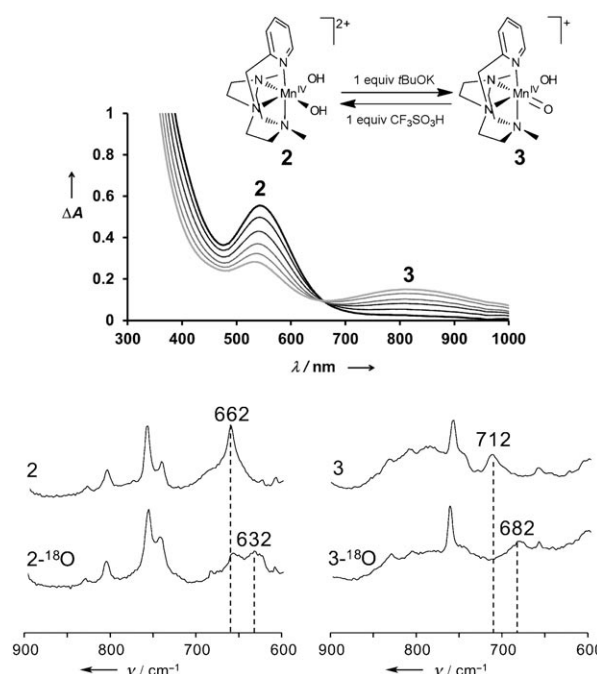 2+
+
N
N
N
N
Mn
IV
OH
OH
2
1 equiv tBuOK
1 equiv CF₃SO₃H
N
N
N
N
Mn
IV
OH
O
3
ΔA
1
0.8
0.6
0.4
0.2
0
2
3
300 400 500 600 700 800 900 1000
λ / nm
662
2
632
2-¹⁸O
900 800 700 600
ν / cm⁻¹
712
3
682
3-¹⁸O
900 800 700 600
ν / cm⁻¹